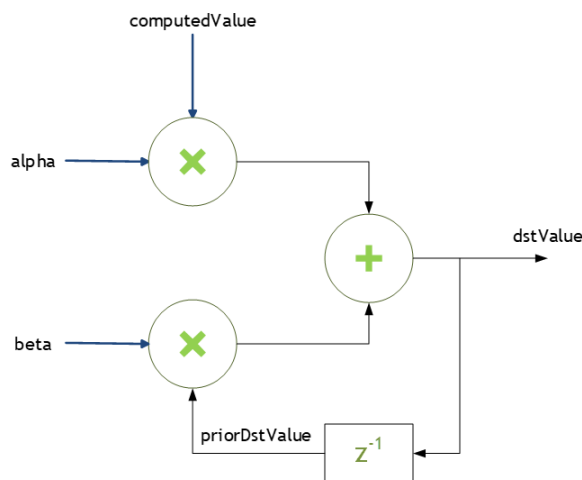 computedValue
alpha
×
dstValue
+
beta
×
priorDstValue
z⁻¹